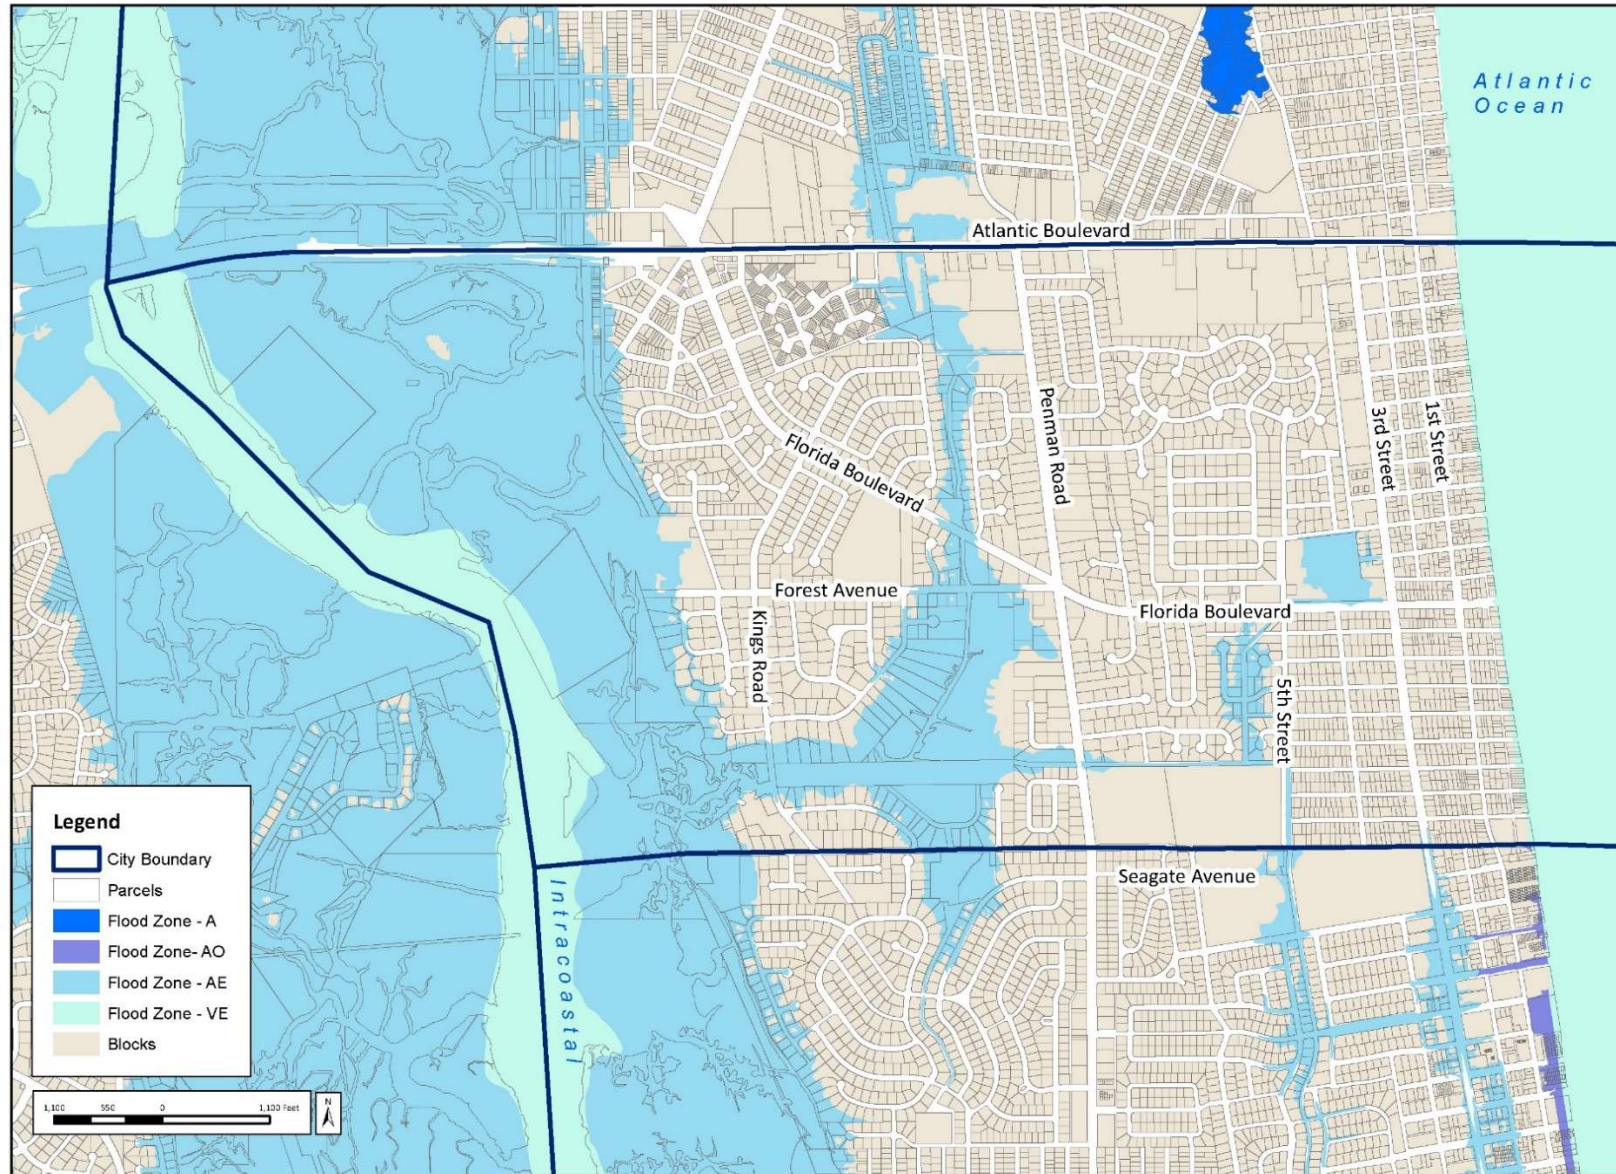 Atlantic
Ocean
Atlantic Boulevard
Penman Road
3rd Street
1st Street
Florida Boulevard
Forest Avenue
Kings Road
Florida Boulevard
5th Street
Seagate Avenue
Intracoastal
Legend
City Boundary
Parcels
Flood Zone - A
Flood Zone- AO
Flood Zone - AE
Flood Zone - VE
Blocks
1,100 550 0 1,100 Feet
N